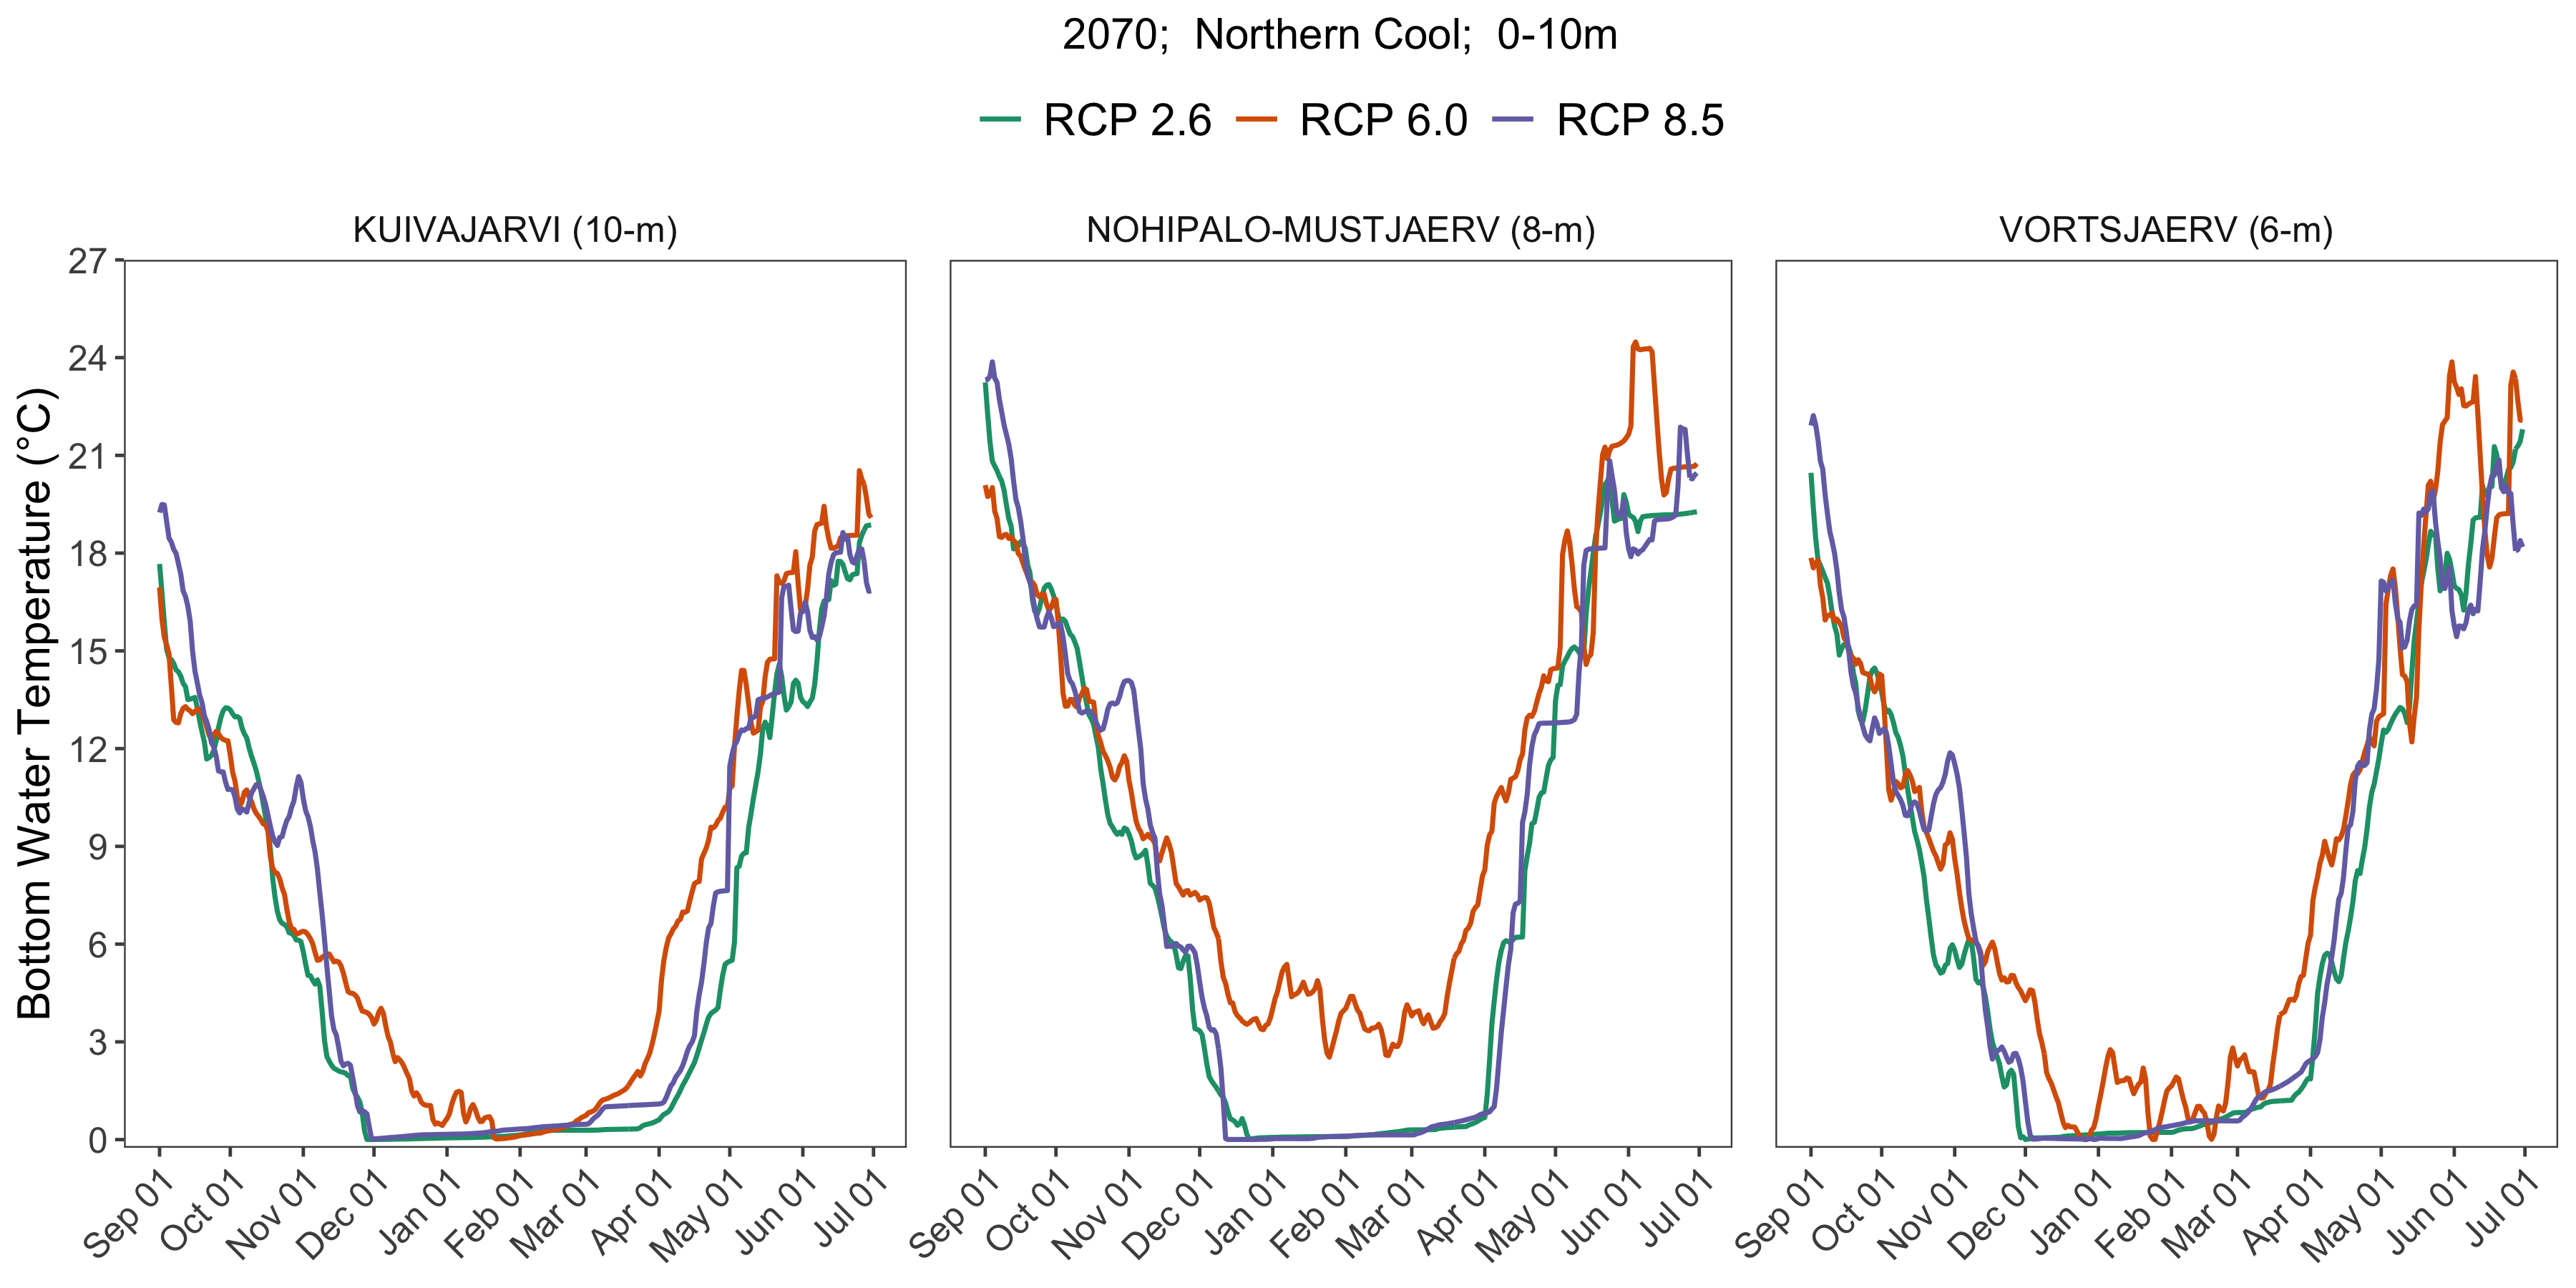 2070;  Northern Cool;  0-10m
RCP 2.6 RCP 6.0 RCP 8.5
KUIVAJARVI (10-m) NOHIPALO-MUSTJAERV (8-m) VORTSJAERV (6-m)
Bottom Water Temperature (°C)
27
24
21
18
15
12
9
6
3
0
Sep 01 Oct 01 Nov 01 Dec 01 Jan 01 Feb 01 Mar 01 Apr 01 May 01 Jun 01 Jul 01 Sep 01 Oct 01 Nov 01 Dec 01 Jan 01 Feb 01 Mar 01 Apr 01 May 01 Jun 01 Jul 01 Sep 01 Oct 01 Nov 01 Dec 01 Jan 01 Feb 01 Mar 01 Apr 01 May 01 Jun 01 Jul 01